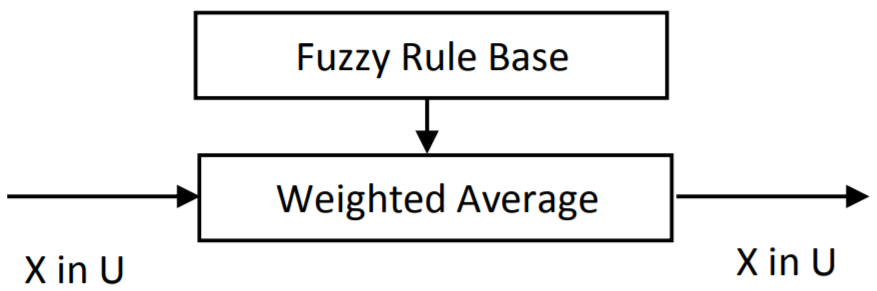 Fuzzy Rule Base
Weighted Average
X in U
X in U